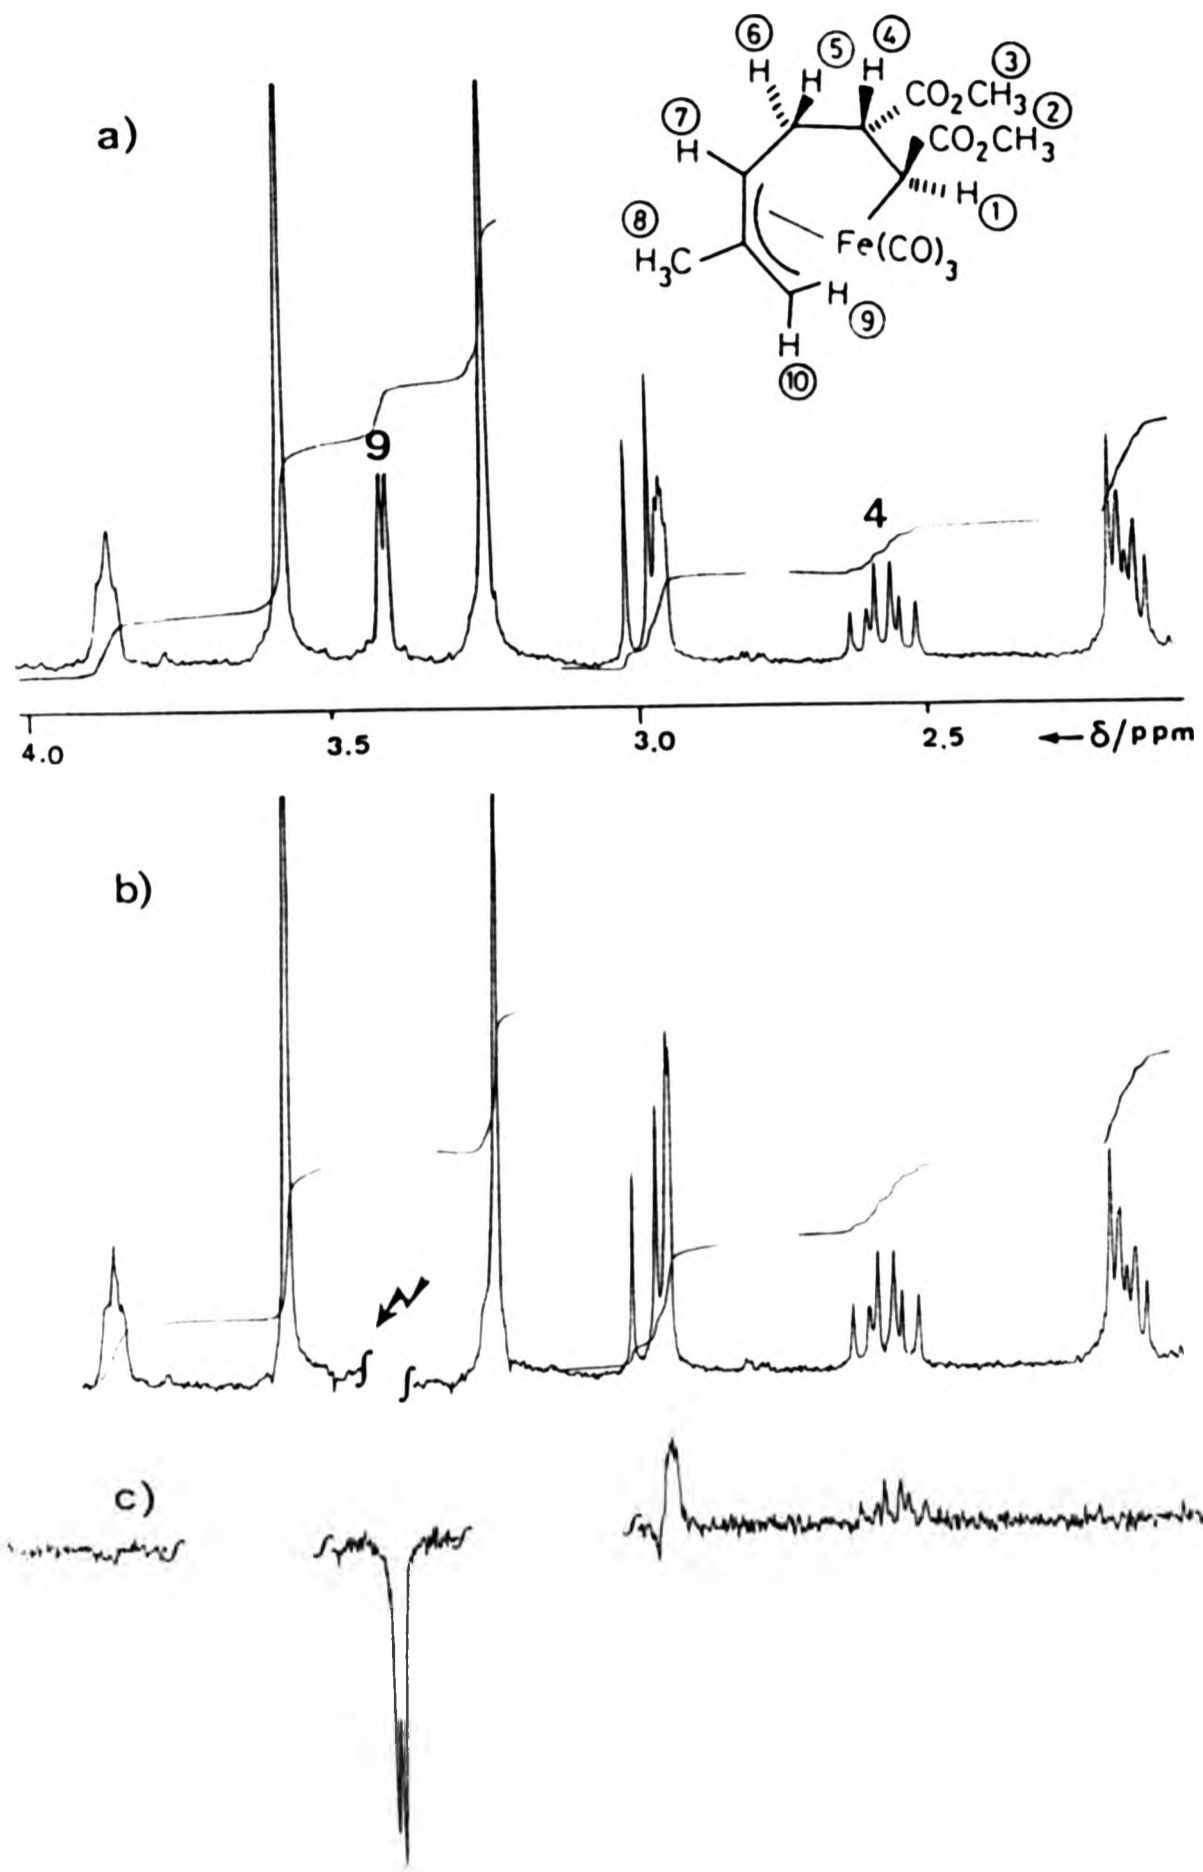 a)
⑥
H
⑤
H
④
H
③
CO₂CH₃
②
CO₂CH₃
⑦
H
H
①
⑧
H₃C
Fe(CO)₃
H
⑨
H
⑩
9
4
4.0 3.5 3.0 2.5 ← δ/ppm
b)
c)